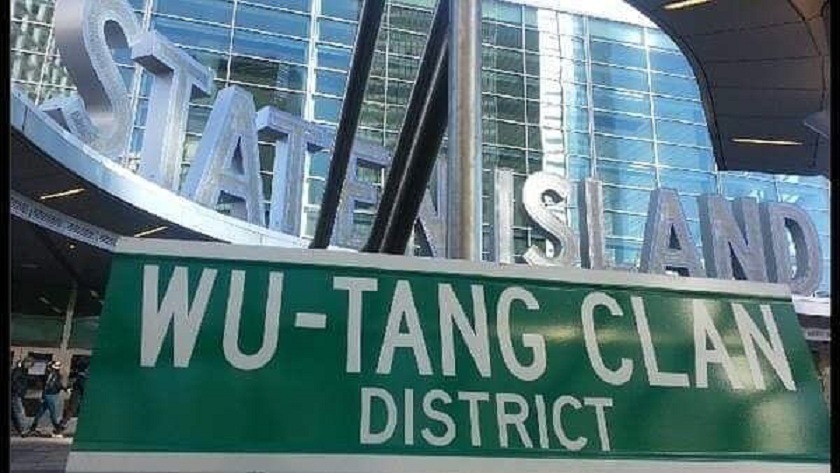 STATEN ISLAND
WU-TANG CLAN
DISTRICT